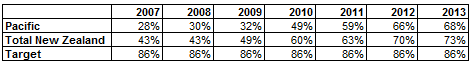 2007 2008 2009 2010 2011 2012 2013
Pacific 28% 30% 32% 49% 59% 66% 68%
Total New Zealand 43% 43% 49% 60% 63% 70% 73%
Target 86% 86% 86% 86% 86% 86% 86%